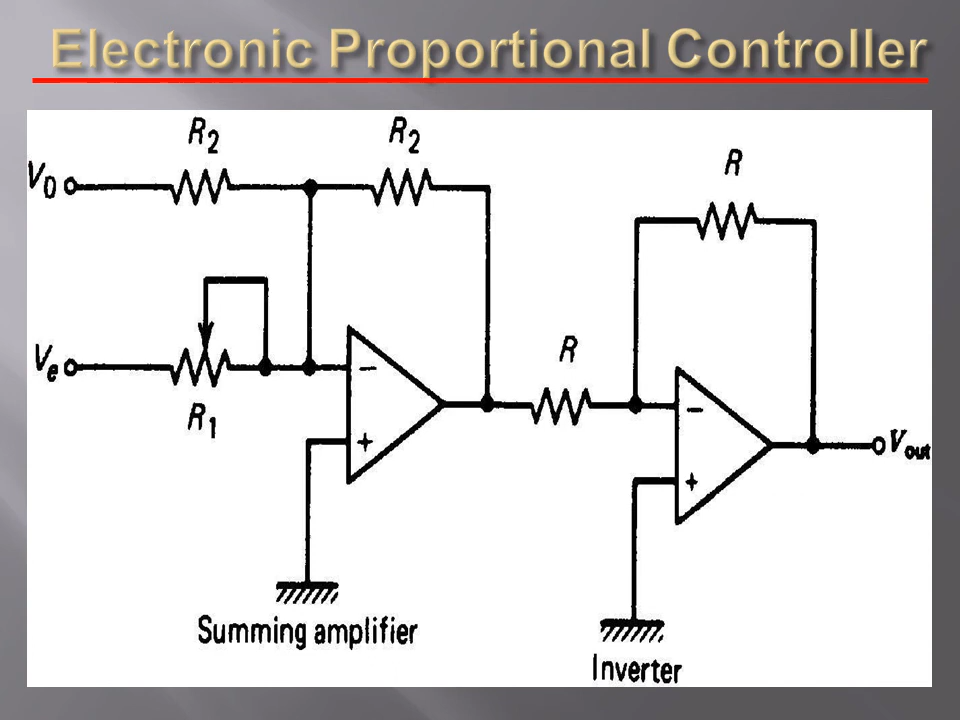 Electronic Proportional Controller
R2
R2
R
V0
Ve
R1
−
+
R
−
+
Vout
Summing amplifier
Inverter